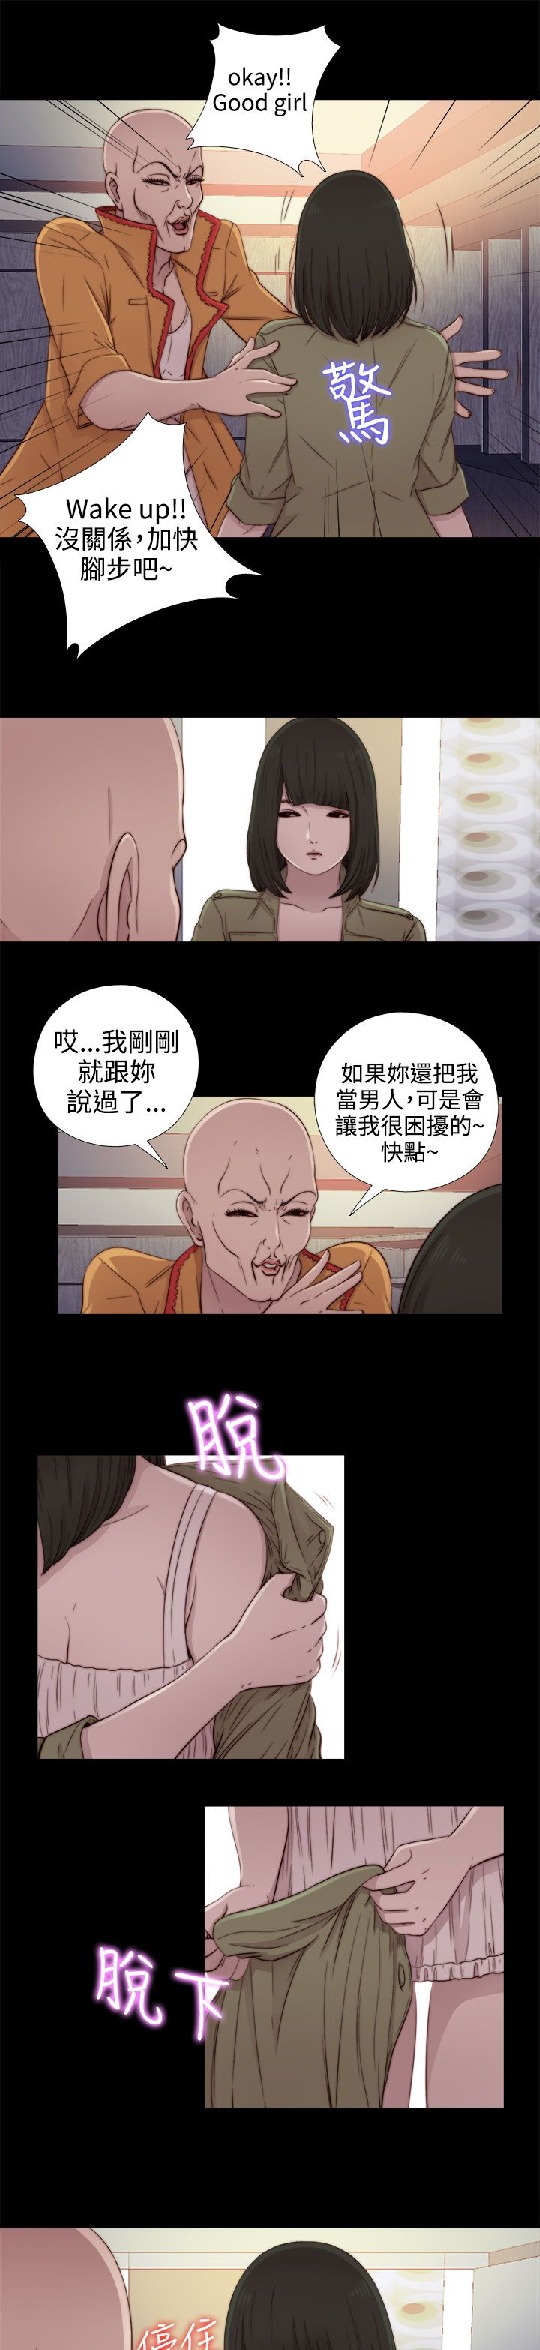 okay!!
Good girl
驚
Wake up!!
沒關係,加快
腳步吧~
哎...我剛剛
就跟妳
說過了...
如果妳還把我
當男人,可是會
讓我很困擾的~
快點~
脫
脫下
停住